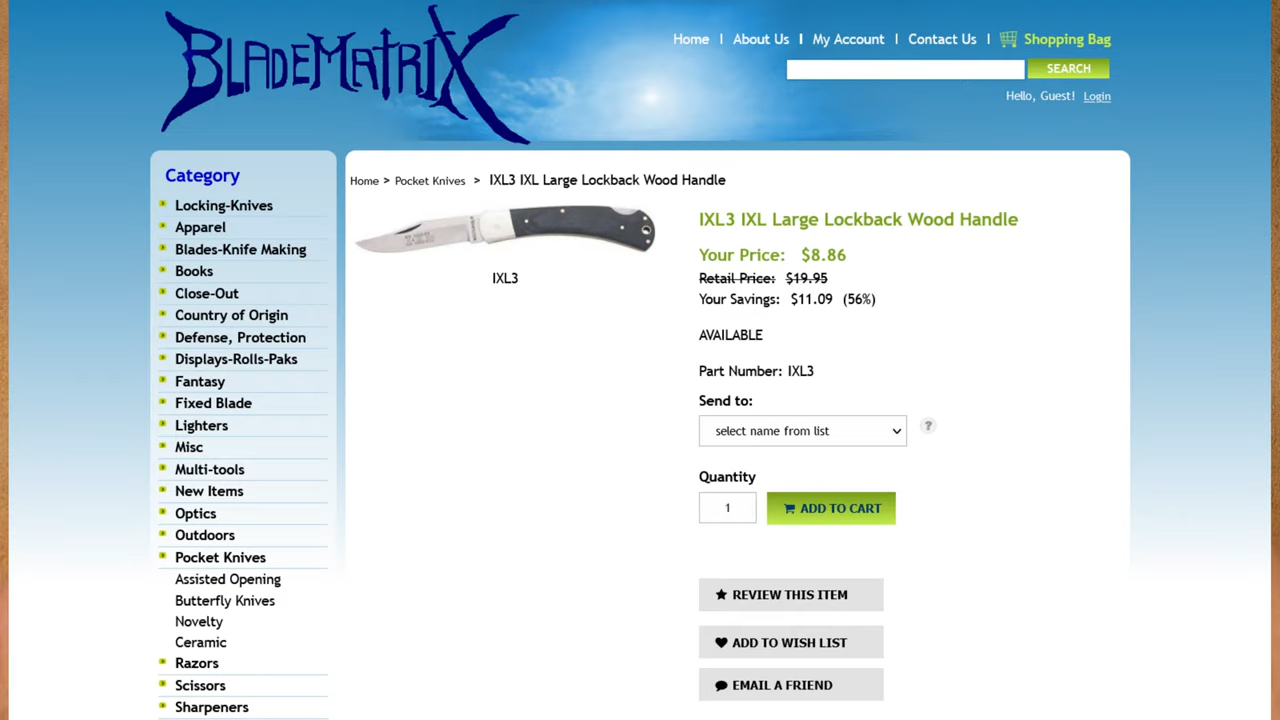 BLADEMATRIX
Home | About Us | My Account | Contact Us | Shopping Bag
SEARCH
Hello, Guest! Login
Category
Locking-Knives
Apparel
Blades-Knife Making
Books
Close-Out
Country of Origin
Defense, Protection
Displays-Rolls-Paks
Fantasy
Fixed Blade
Lighters
Misc
Multi-tools
New Items
Optics
Outdoors
Pocket Knives
Assisted Opening
Butterfly Knives
Novelty
Ceramic
Razors
Scissors
Sharpeners
Home > Pocket Knives > IXL3 IXL Large Lockback Wood Handle
IXL3
IXL3 IXL Large Lockback Wood Handle
Your Price: $8.86
Retail Price: $19.95
Your Savings: $11.09 (56%)
AVAILABLE
Part Number: IXL3
Send to:
select name from list
?
Quantity
1
ADD TO CART
REVIEW THIS ITEM
ADD TO WISH LIST
EMAIL A FRIEND